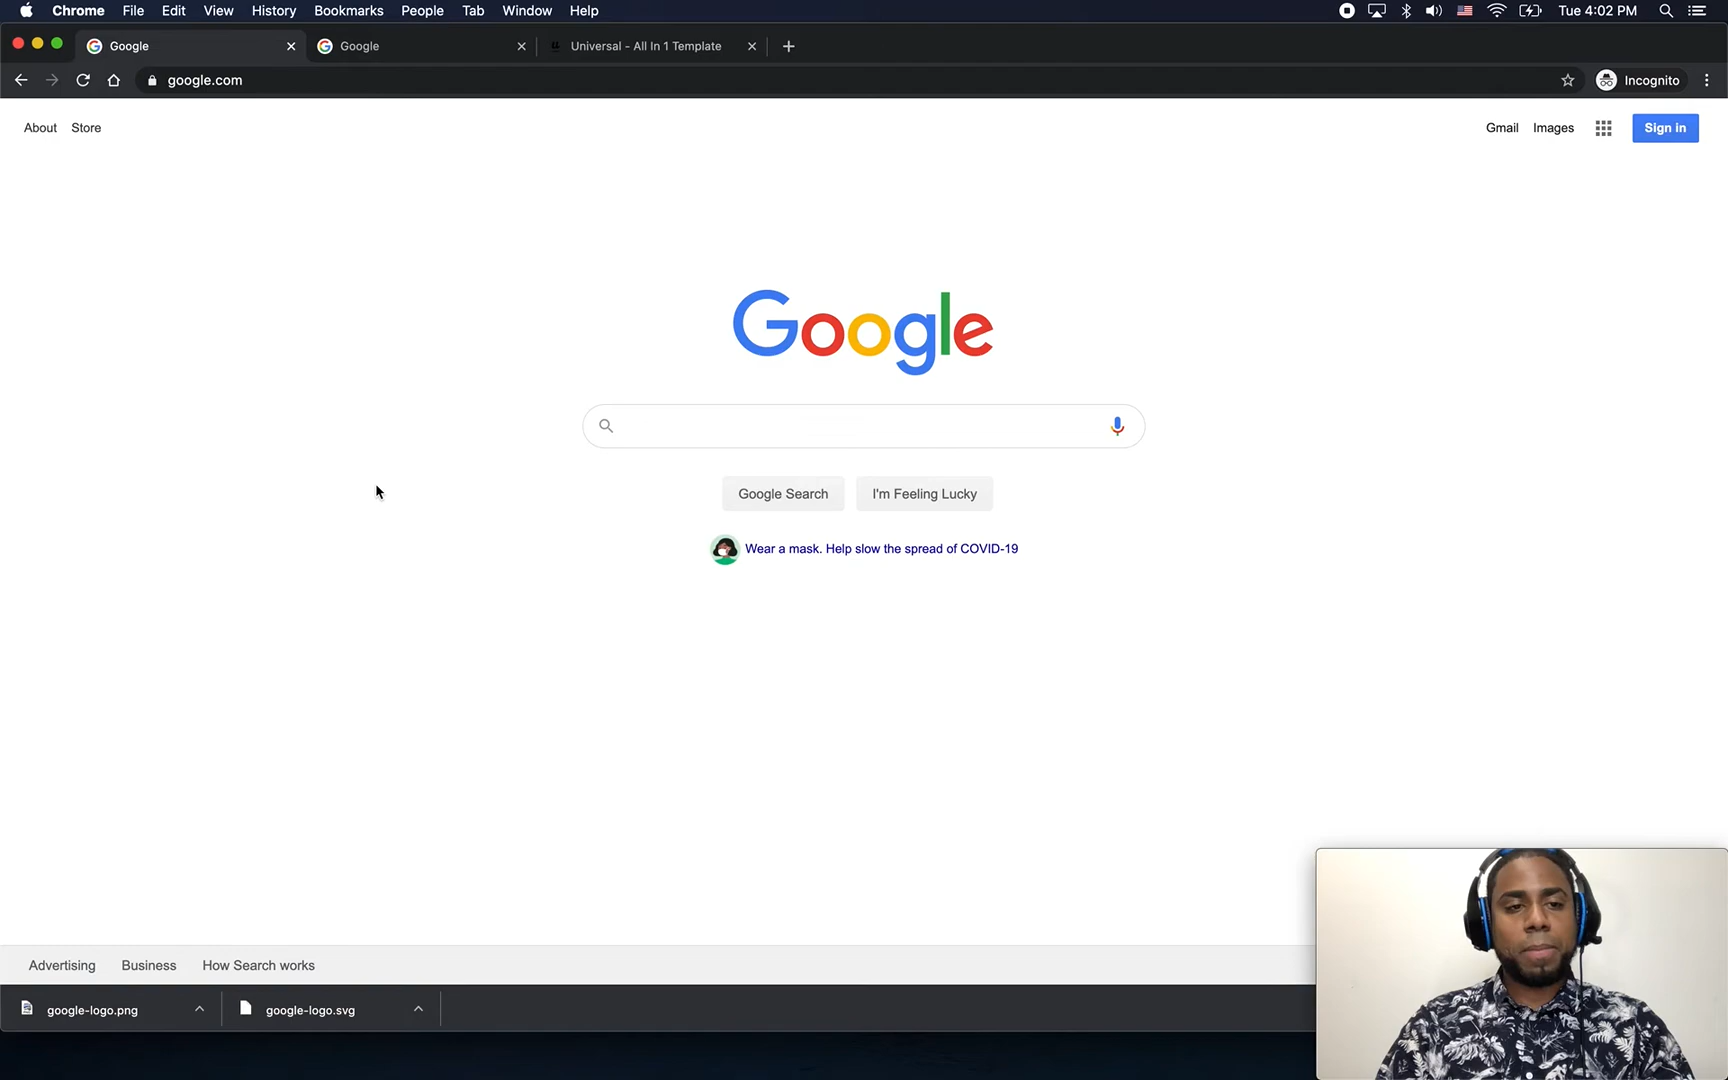 Chrome File Edit View History Bookmarks People Tab Window Help Tue 4:02 PM
Google Google Universal - All In 1 Template
google.com Incognito
About Store Gmail Images Sign in
Google
Google Search I'm Feeling Lucky
Wear a mask. Help slow the spread of COVID-19
Advertising Business How Search works
google-logo.png google-logo.svg